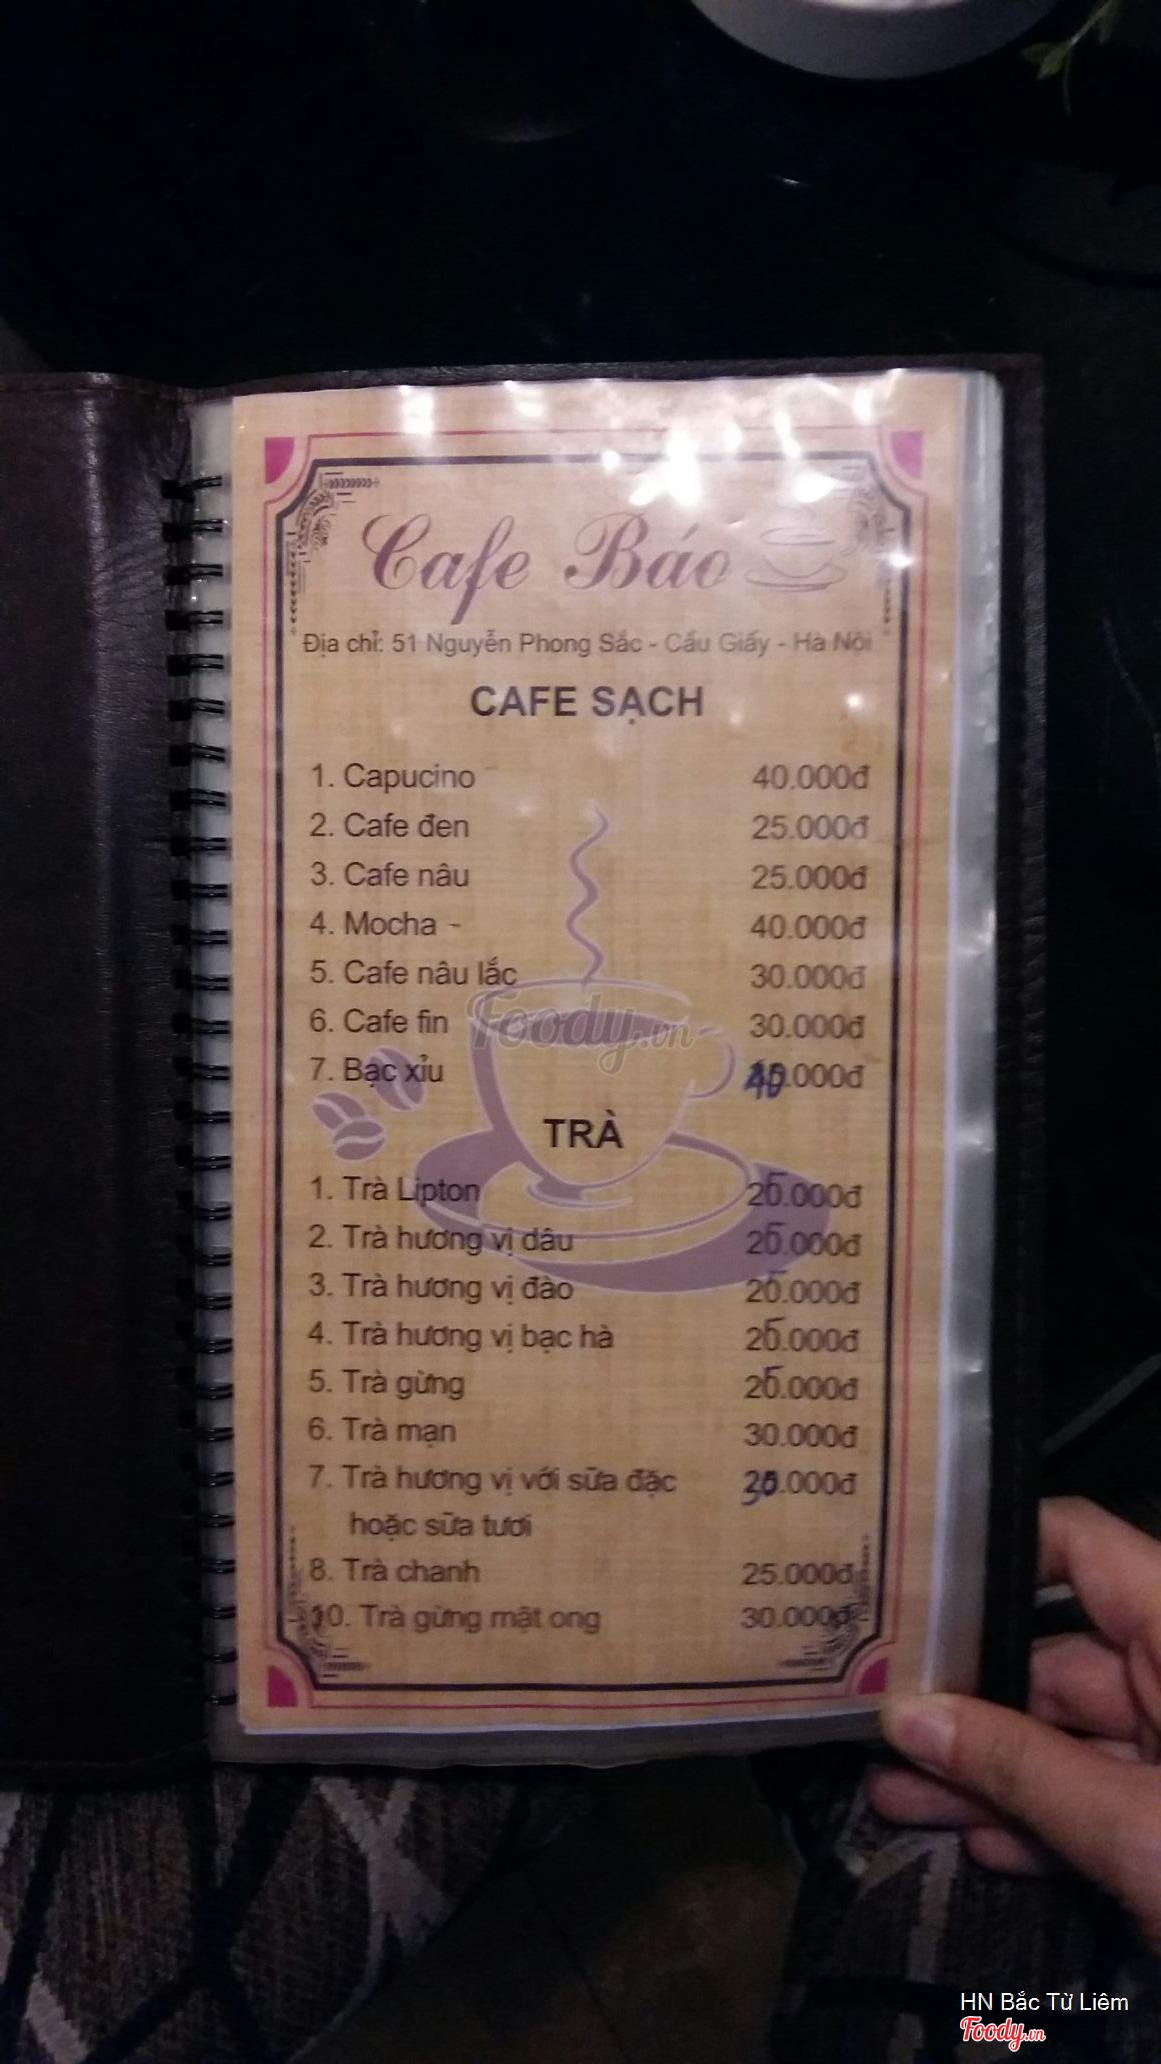 Cafe Báo
Địa chỉ: 51 Nguyễn Phong Sắc - Cầu Giấy - Hà Nội
CAFE SẠCH
1. Capucino 40.000đ
2. Cafe đen 25.000đ
3. Cafe nâu 25.000đ
4. Mocha - 40.000đ
5. Cafe nâu lắc 30.000đ
6. Cafe fin 30.000đ
Foody.vn
7. Bạc xỉu 40.000đ
TRÀ
1. Trà Lipton 25.000đ
2. Trà hương vị dâu 25.000đ
3. Trà hương vị đào 25.000đ
4. Trà hương vị bạc hà 25.000đ
5. Trà gừng 25.000đ
6. Trà mạn 30.000đ
7. Trà hương vị với sữa đặc 30.000đ
hoặc sữa tươi
8. Trà chanh 25.000đ
10. Trà gừng mật ong 30.000đ
HN Bắc Từ Liêm
Foody.vn